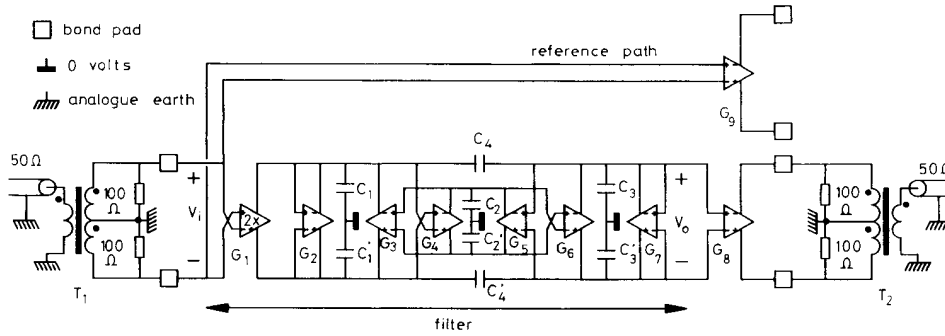 bond pad
0 volts
analogue earth
reference path
G9
50Ω
100 Ω
100 Ω
T1
+
Vi
−
2x
G1
G2
C1
C1'
G3
G4
C2
C2'
G5
G6
C4
C4'
C3
C3'
G7
+
Vo
−
G8
100 Ω
100 Ω
T2
50Ω
filter